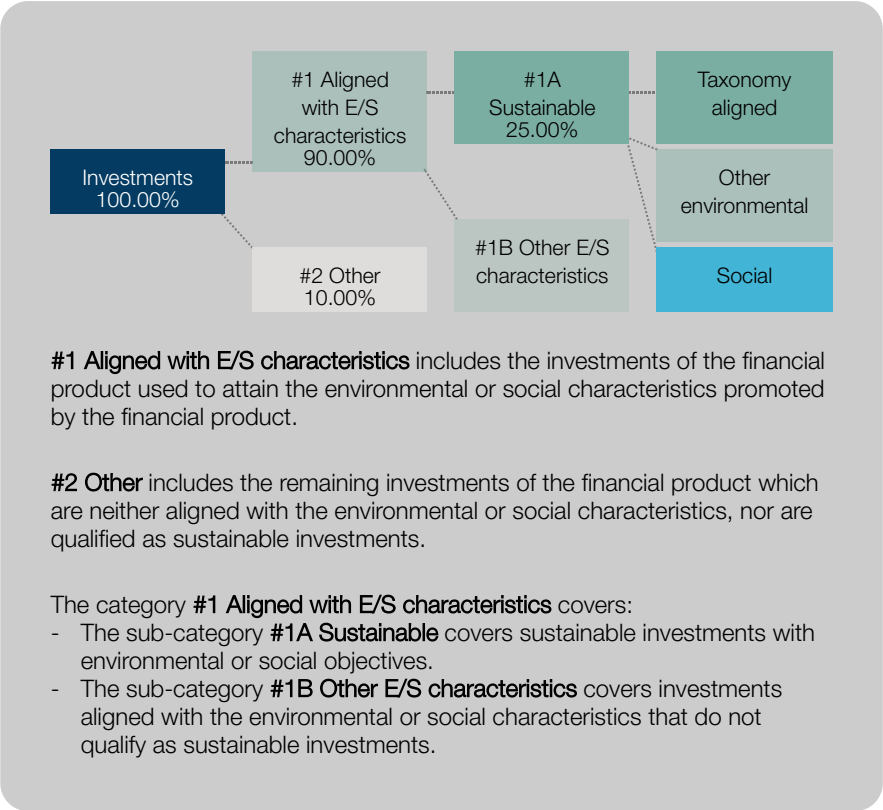 #1 Aligned
with E/S
characteristics
90.00%
#1A
Sustainable
25.00%
Taxonomy
aligned
Investments
100.00%
Other
environmental
#2 Other
10.00%
#1B Other E/S
characteristics
Social
#1 Aligned with E/S characteristics includes the investments of the financial
product used to attain the environmental or social characteristics promoted
by the financial product.
#2 Other includes the remaining investments of the financial product which
are neither aligned with the environmental or social characteristics, nor are
qualified as sustainable investments.
The category #1 Aligned with E/S characteristics covers:
- The sub-category #1A Sustainable covers sustainable investments with
environmental or social objectives.
- The sub-category #1B Other E/S characteristics covers investments
aligned with the environmental or social characteristics that do not
qualify as sustainable investments.